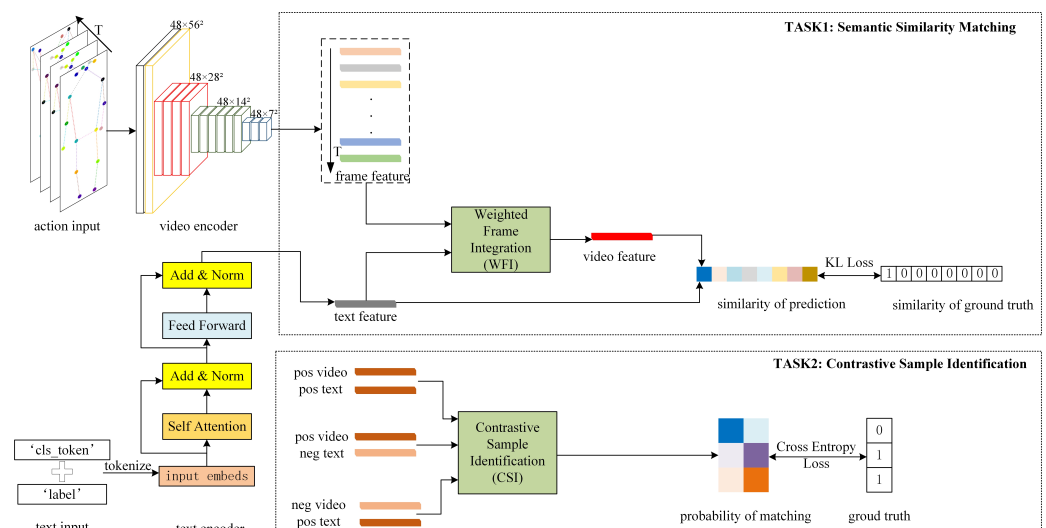 T
48×56²
48×28²
48×14²
48×7²
action input
video encoder
TASK1: Semantic Similarity Matching
T
frame feature
Weighted
Frame
Integration
(WFI)
video feature
text feature
KL Loss
1 0 0 0 0 0 0 0
similarity of prediction
similarity of ground truth
Add & Norm
Feed Forward
Add & Norm
Self Attention
input embeds
‘cls_token’
tokenize
‘label’
text input
text encoder
TASK2: Contrastive Sample Identification
pos video
pos text
pos video
neg text
neg video
pos text
Contrastive
Sample
Identification
(CSI)
Cross Entropy
Loss
0
1
1
probability of matching
groud truth